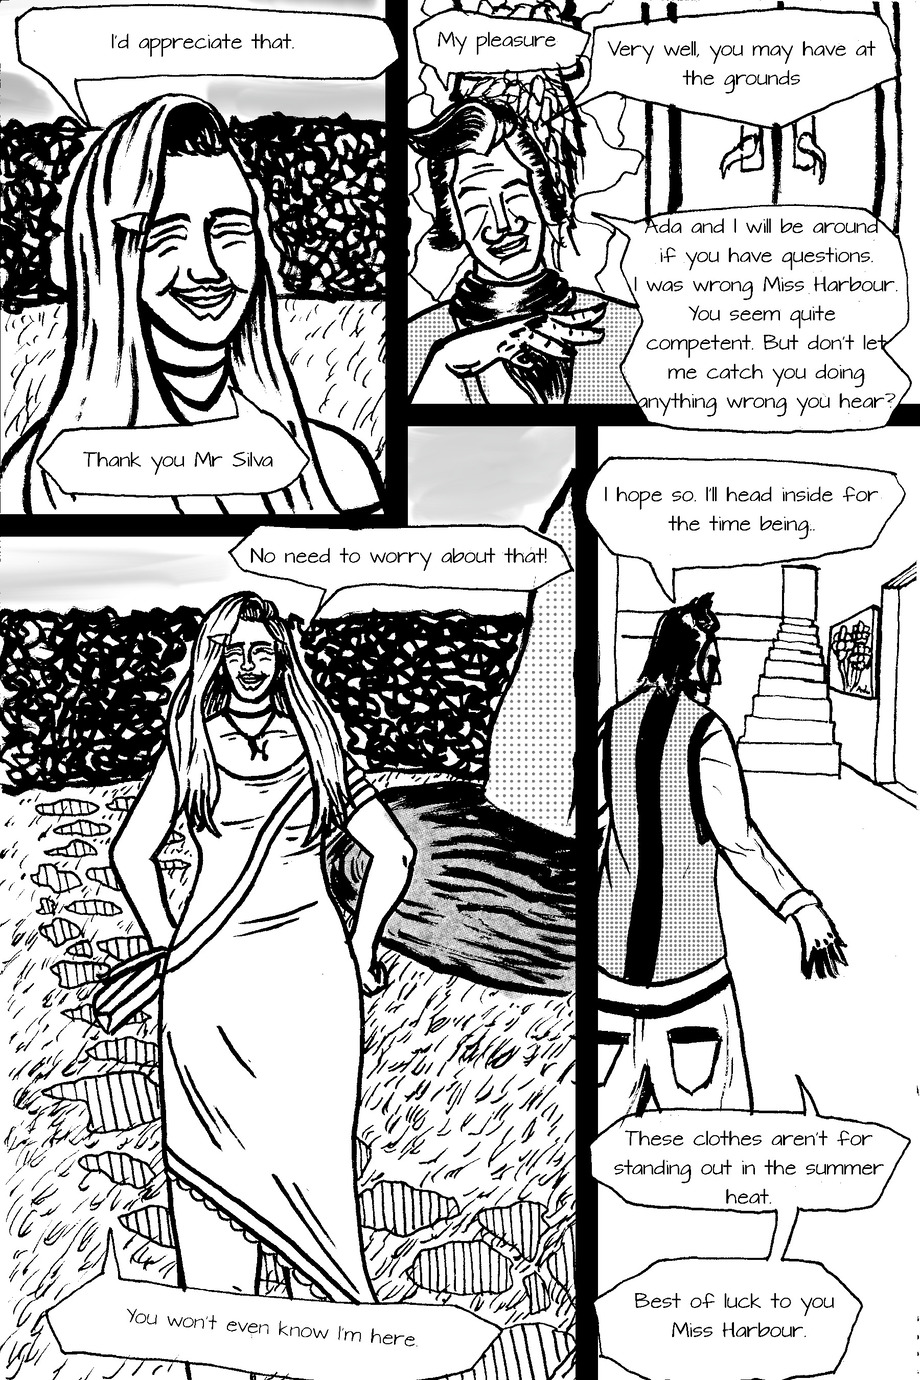 I'd appreciate that.
Thank you Mr Silva
My pleasure
Very well, you may have at
the grounds
Ada and I will be around
if you have questions.
I was wrong Miss Harbour.
You seem quite
competent. But don't let
me catch you doing
anything wrong you hear?
No need to worry about that!
You won't even know I'm here.
I hope so. I'll head inside for
the time being..
These clothes aren't for
standing out in the summer
heat.
Best of luck to you
Miss Harbour.